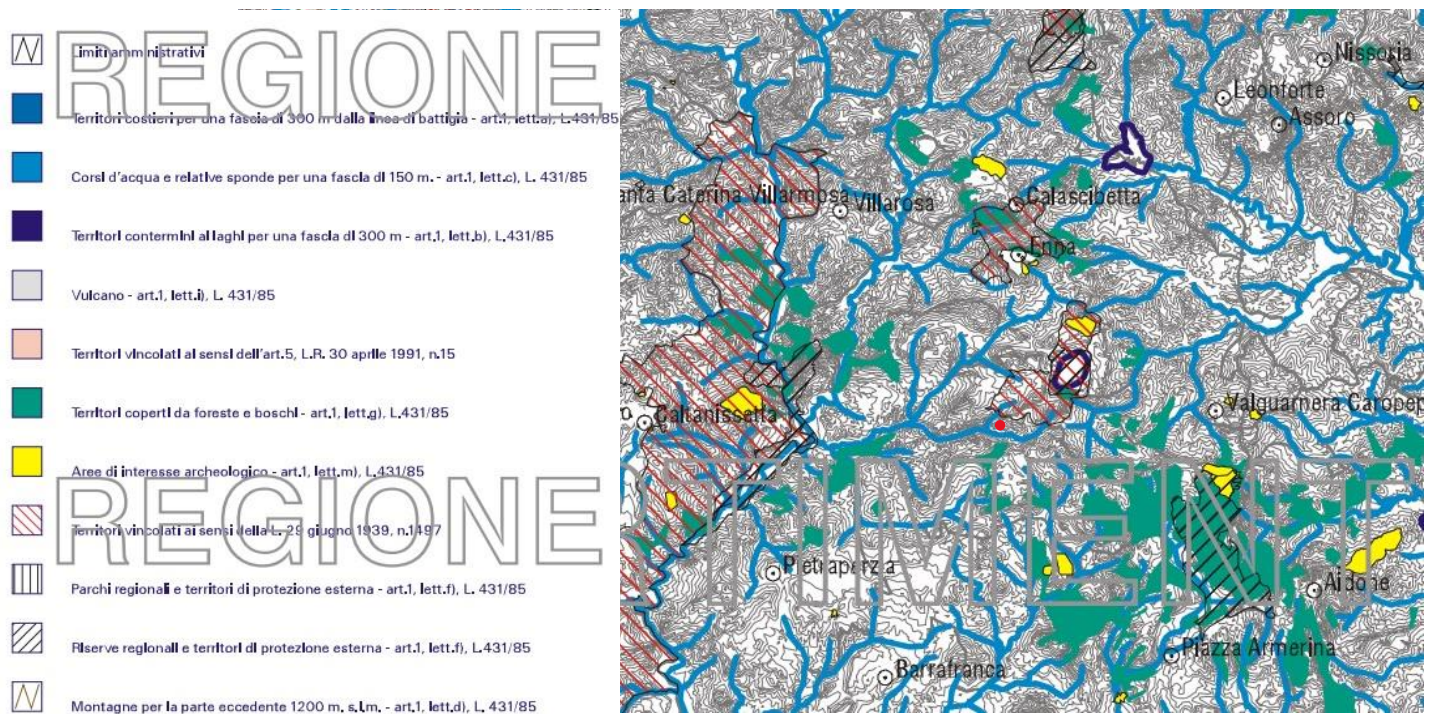 REGIONE
Limiti amministrativi
Territori costieri per una fascia di 300 m dalla linea di battigia - art.1, lett.a), L.431/85
Corsi d'acqua e relative sponde per una fascia di 150 m. - art.1, lett.c), L. 431/85
Territori contermini ai laghi per una fascia di 300 m - art.1, lett.b), L.431/85
Vulcano - art.1, lett.i), L. 431/85
Territori vincolati ai sensi dell'art.5, L.R. 30 aprile 1991, n.15
Territori coperti da foreste e boschi - art.1, lett.g), L.431/85
Aree di interesse archeologico - art.1, lett.m), L.431/85
REGIONE
Territori vincolati ai sensi della L. 29 giugno 1939, n.1497
Parchi regionali e territori di protezione esterna - art.1, lett.f), L. 431/85
Riserve regionali e territori di protezione esterna - art.1, lett.f), L.431/85
Montagne per la parte eccedente 1200 m. s.l.m. - art.1, lett.d), L. 431/85
Nissoria
Leonforte
Assoro
anta Caterina Villarmosa
Villarosa
Calascibetta
Enna
Caltanissetta
Valguarnera Caropep
TIMENT
Pietraperzia
Aidone
Piazza Armerina
Barrafranca